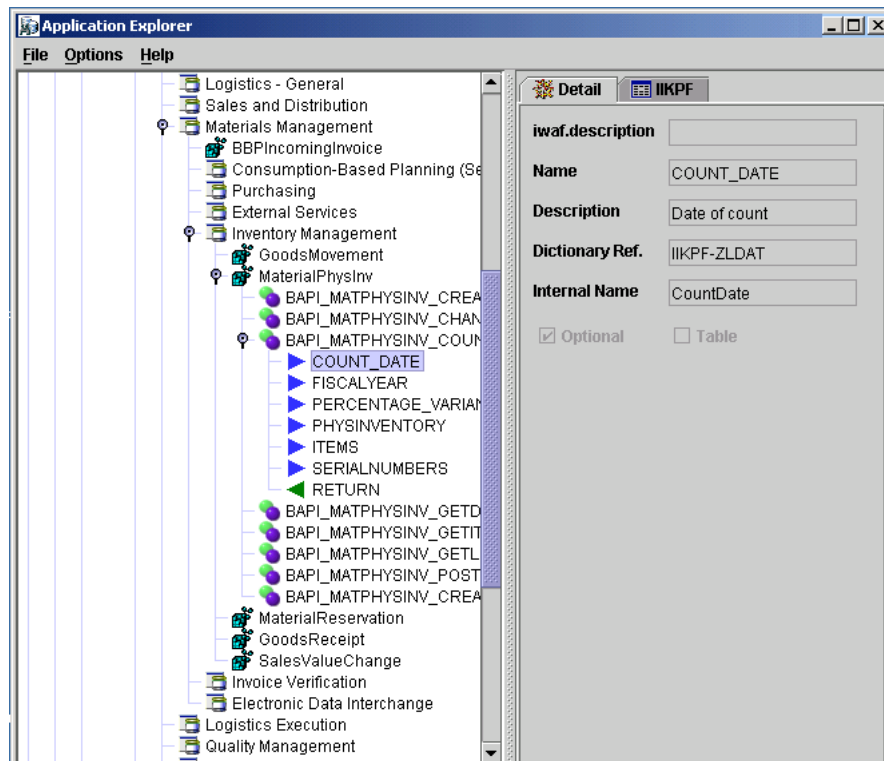 Application Explorer
File Options Help
Logistics - General
Sales and Distribution
Materials Management
BBPIncomingInvoice
Consumption-Based Planning (Se
Purchasing
External Services
Inventory Management
GoodsMovement
MaterialPhysInv
BAPI_MATPHYSINV_CREA
BAPI_MATPHYSINV_CHAN
BAPI_MATPHYSINV_COUN
COUNT_DATE
FISCALYEAR
PERCENTAGE_VARIAN
PHYSINVENTORY
ITEMS
SERIALNUMBERS
RETURN
BAPI_MATPHYSINV_GETD
BAPI_MATPHYSINV_GETIT
BAPI_MATPHYSINV_GETL
BAPI_MATPHYSINV_POST
BAPI_MATPHYSINV_CREA
MaterialReservation
GoodsReceipt
SalesValueChange
Invoice Verification
Electronic Data Interchange
Logistics Execution
Quality Management
Detail IIKPF
iwaf.description
Name COUNT_DATE
Description Date of count
Dictionary Ref. IIKPF-ZLDAT
Internal Name CountDate
Optional Table